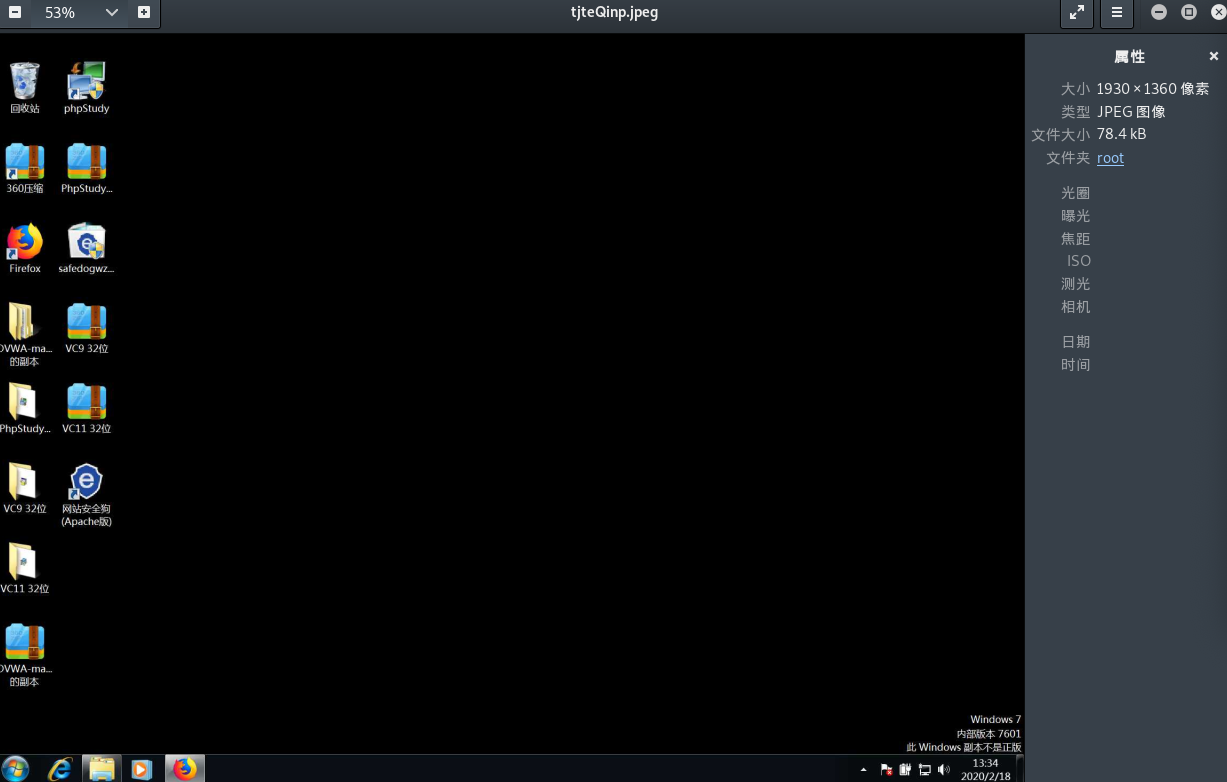 53%
tjteQinp.jpeg
回收站
phpStudy
360压缩
PhpStudy...
Firefox
safedogwz...
DVWA-ma...
的副本
VC9 32位
PhpStudy...
VC11 32位
VC9 32位
网站安全狗
(Apache版)
VC11 32位
DVWA-ma...
的副本
Windows 7
内部版本 7601
此 Windows 副本不是正版
13:34
2020/2/18
属性
大小 1930 × 1360 像素
类型 JPEG 图像
文件大小 78.4 kB
文件夹 root
光圈
曝光
焦距
ISO
测光
相机
日期
时间